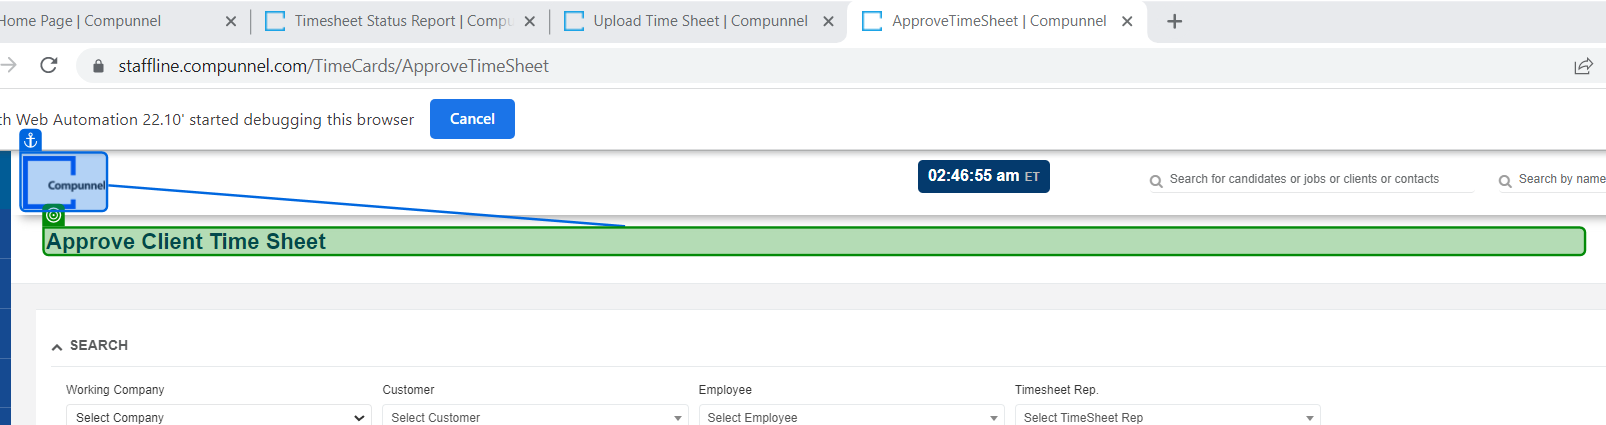 Home Page | Compunnel
Timesheet Status Report | Compu
Upload Time Sheet | Compunnel
ApproveTimeSheet | Compunnel
staffline.compunnel.com/TimeCards/ApproveTimeSheet
th Web Automation 22.10' started debugging this browser
Cancel
Compunnel
02:46:55 am ET
Search for candidates or jobs or clients or contacts
Search by name
Approve Client Time Sheet
SEARCH
Working Company
Customer
Employee
Timesheet Rep.
Select Company
Select Customer
Select Employee
Select TimeSheet Rep